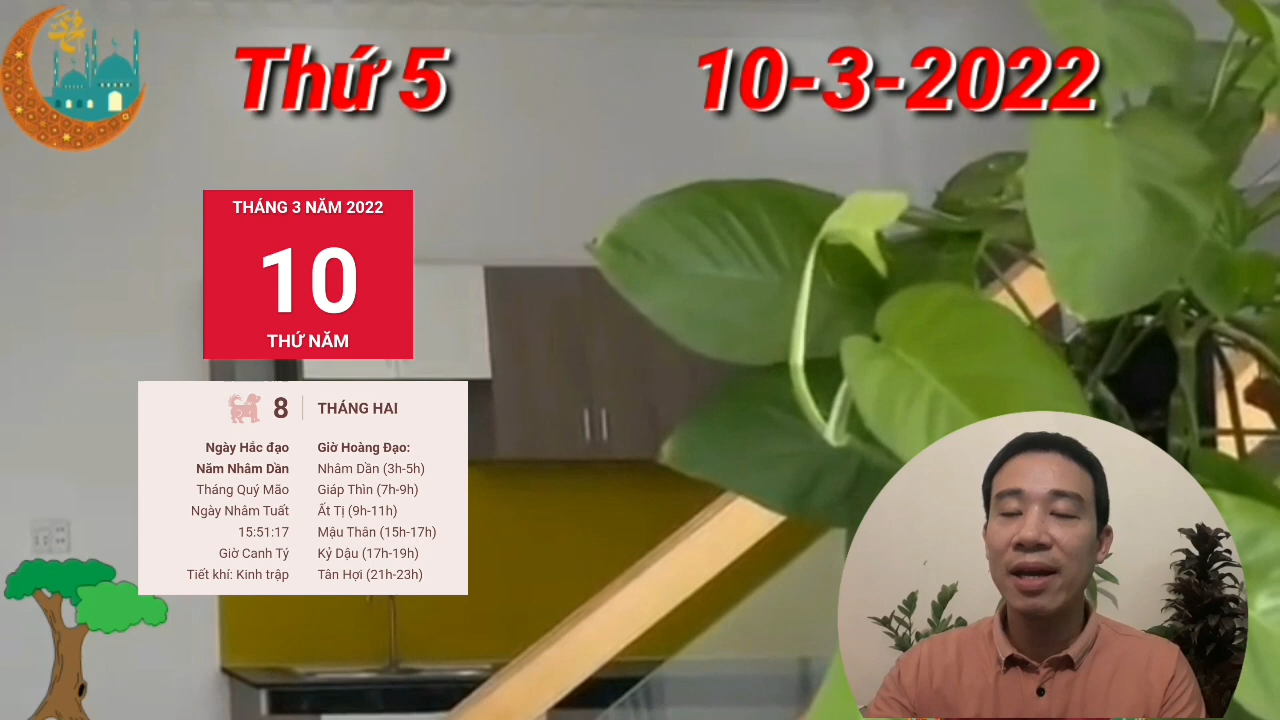 Thứ 5
10-3-2022
THÁNG 3 NĂM 2022
10
THỨ NĂM
8
THÁNG HAI
Ngày Hắc đạo
Năm Nhâm Dần
Tháng Quý Mão
Ngày Nhâm Tuất
15:51:17
Giờ Canh Tý
Tiết khí: Kinh trập
Giờ Hoàng Đạo:
Nhâm Dần (3h-5h)
Giáp Thìn (7h-9h)
Ất Tị (9h-11h)
Mậu Thân (15h-17h)
Kỷ Dậu (17h-19h)
Tân Hợi (21h-23h)